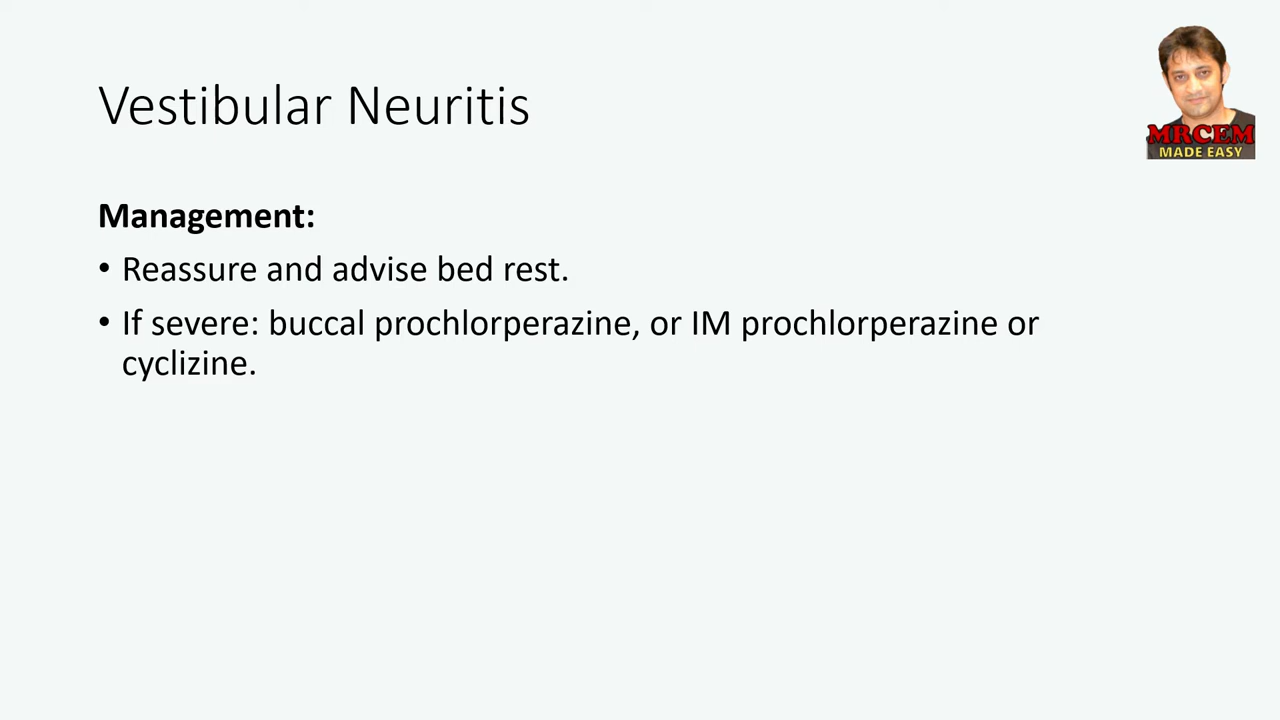 Vestibular Neuritis
MRCEM
MADE EASY
Management:
• Reassure and advise bed rest.
• If severe: buccal prochlorperazine, or IM prochlorperazine or
cyclizine.